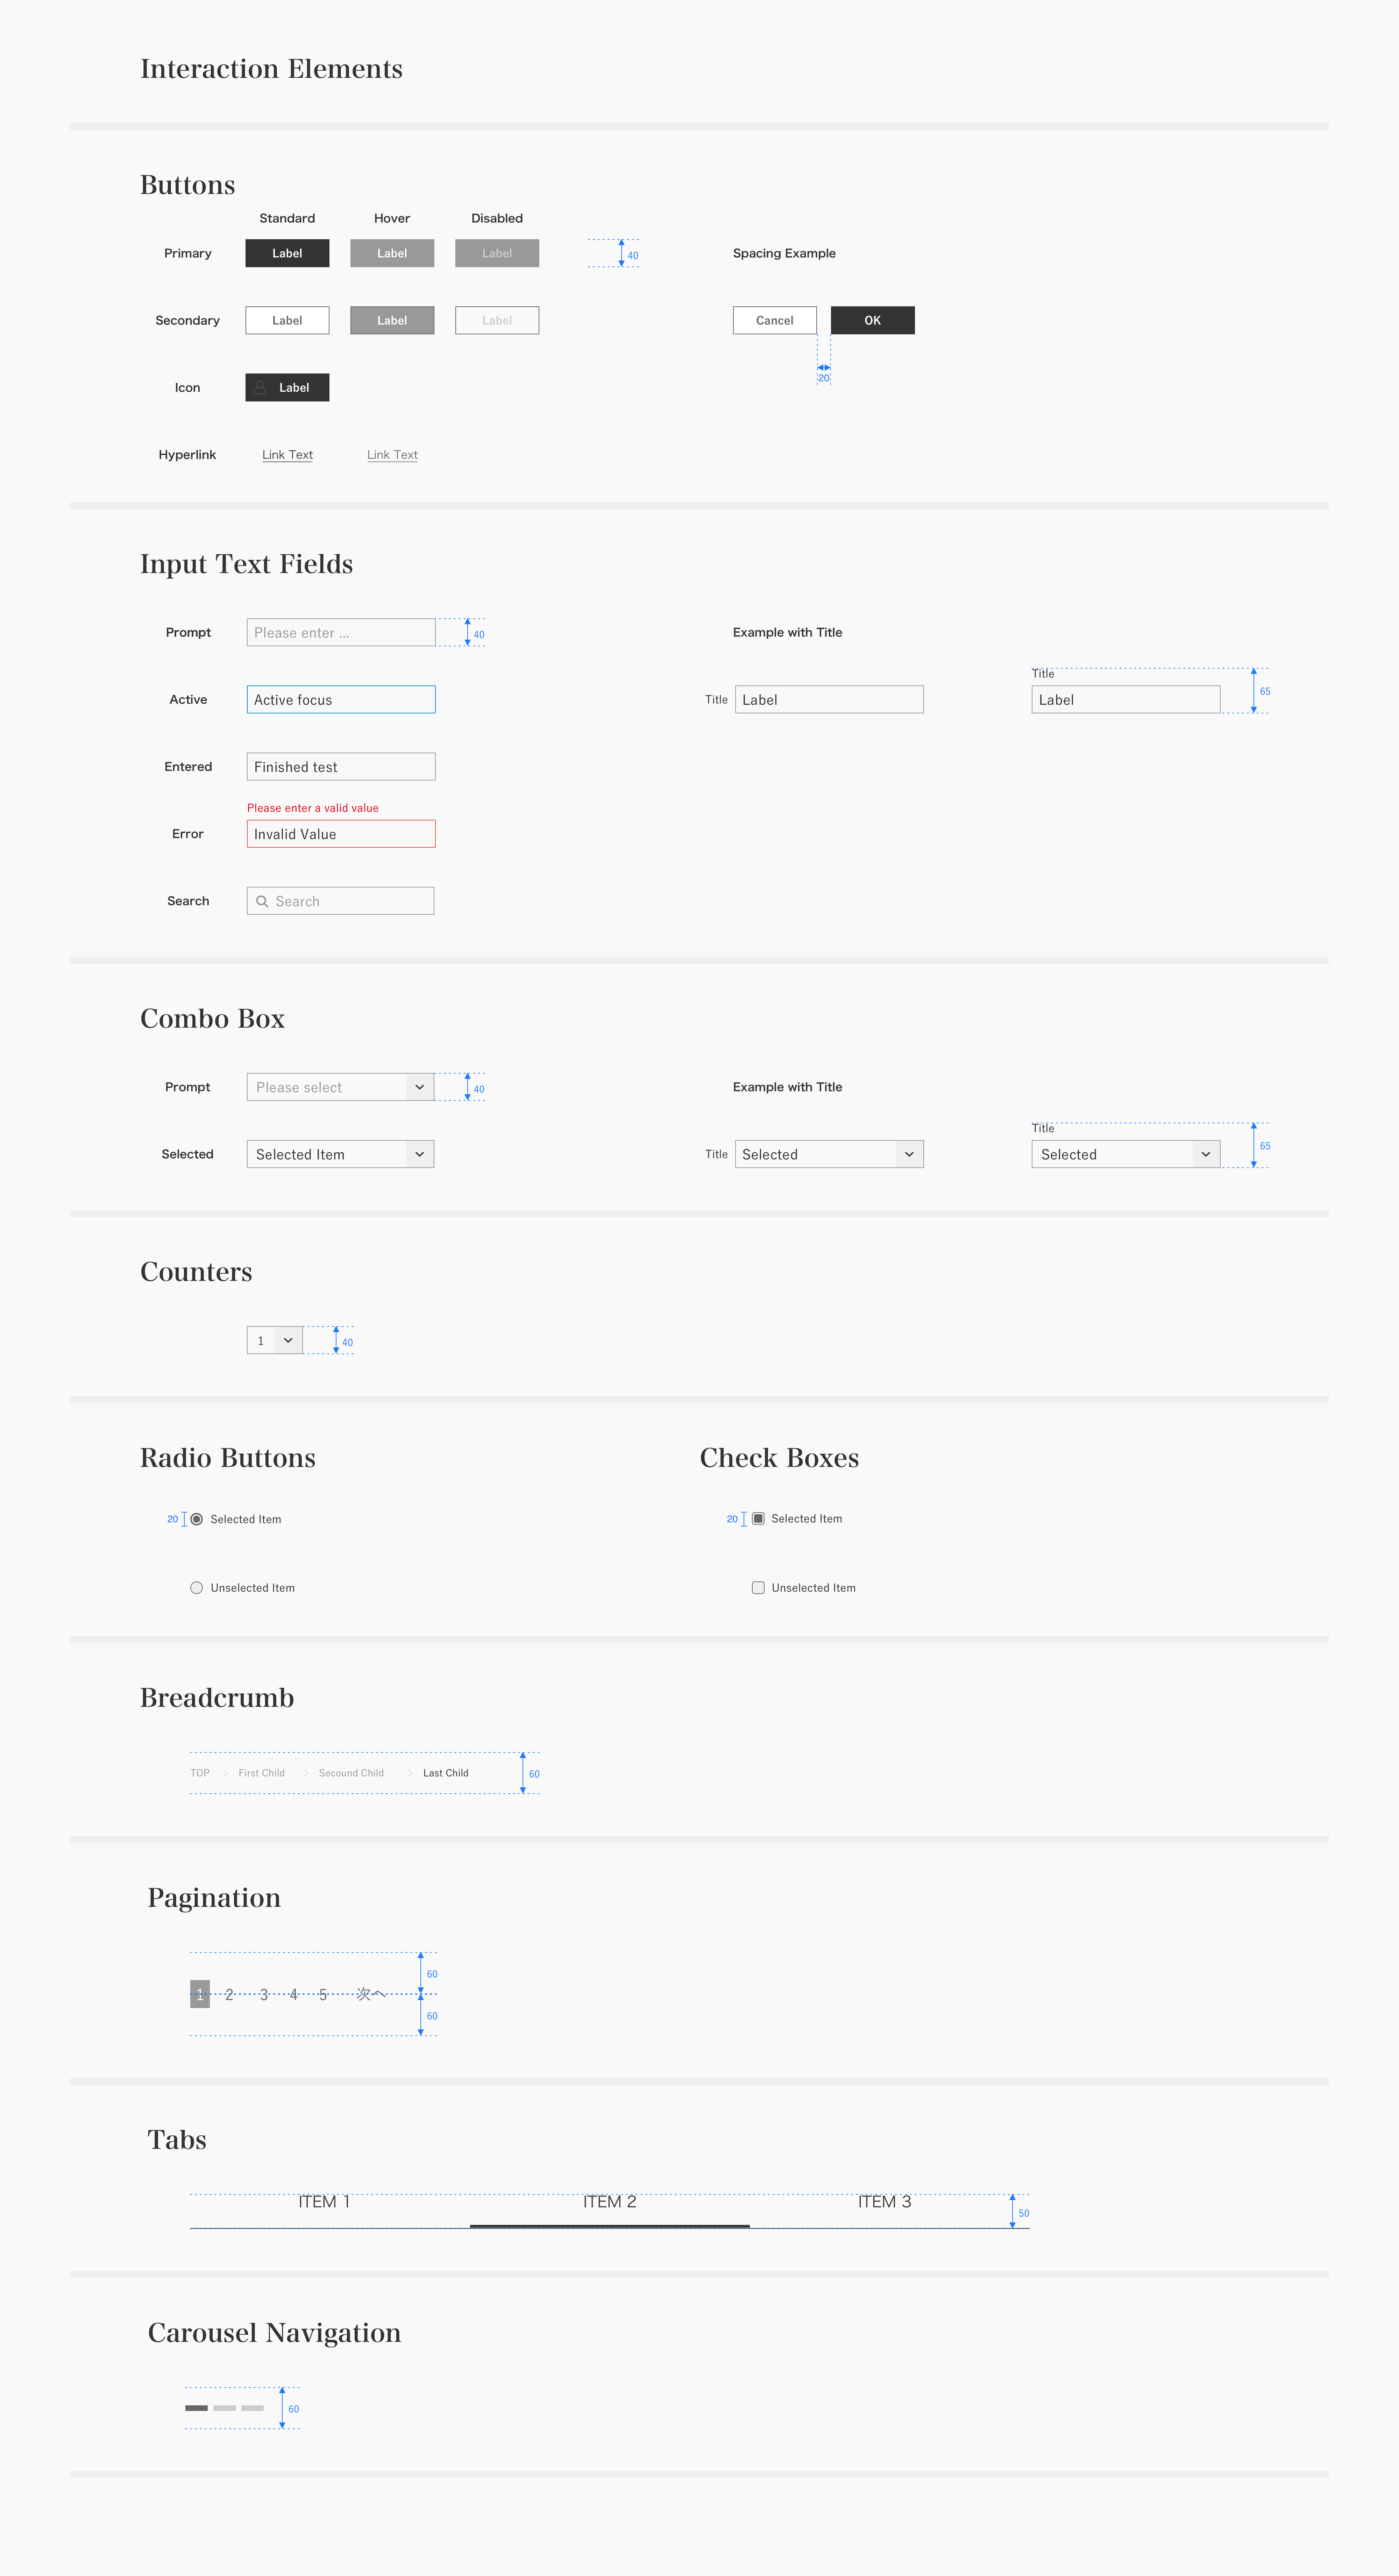 Interaction Elements
Buttons
Standard Hover Disabled
Primary Label Label Label 40 Spacing Example
Secondary Label Label Label Cancel OK
20
Icon Label
Hyperlink Link Text Link Text
Input Text Fields
Prompt Please enter ... 40 Example with Title
Title
Active Active focus Title Label Label 65
Entered Finished test
Please enter a valid value
Error Invalid Value
Search Search
Combo Box
Prompt Please select 40 Example with Title
Title
Selected Selected Item Title Selected Selected 65
Counters
1 40
Radio Buttons Check Boxes
20 Selected Item 20 Selected Item
Unselected Item Unselected Item
Breadcrumb
TOP First Child Secound Child Last Child 60
Pagination
60
1 2 3 4 5 次へ
60
Tabs
ITEM 1 ITEM 2 ITEM 3
50
Carousel Navigation
60